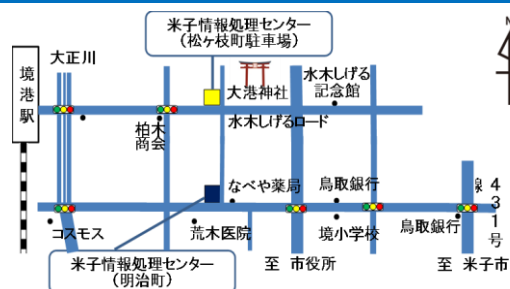 米子情報処理センター
(松ヶ枝町駐車場)
大正川
境港駅
大港神社
水木しげる
記念館
N
柏木
商会
水木しげるロード
なべや薬局
鳥取銀行
線
431号
コスモス
荒木医院
境小学校
鳥取銀行
米子情報処理センター
(明治町)
至 市役所
至 米子市